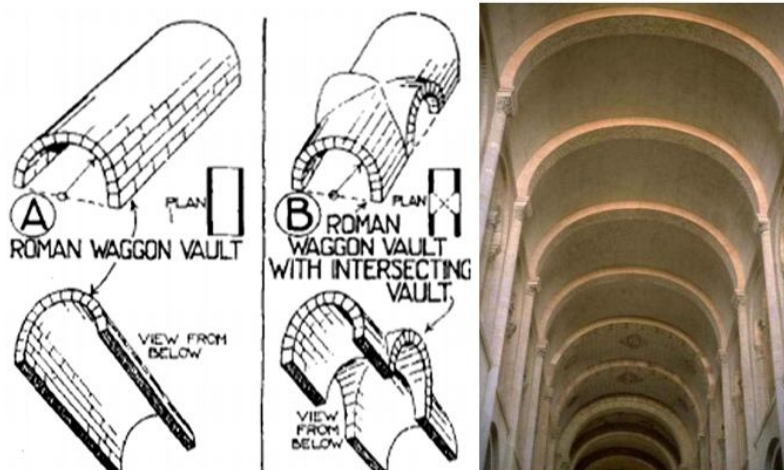 PLAN
A
ROMAN WAGGON VAULT
VIEW FROM
BELOW
PLAN
B
ROMAN
WAGGON VAULT
WITH INTERSECTING
VAULT
VIEW FROM
BELOW